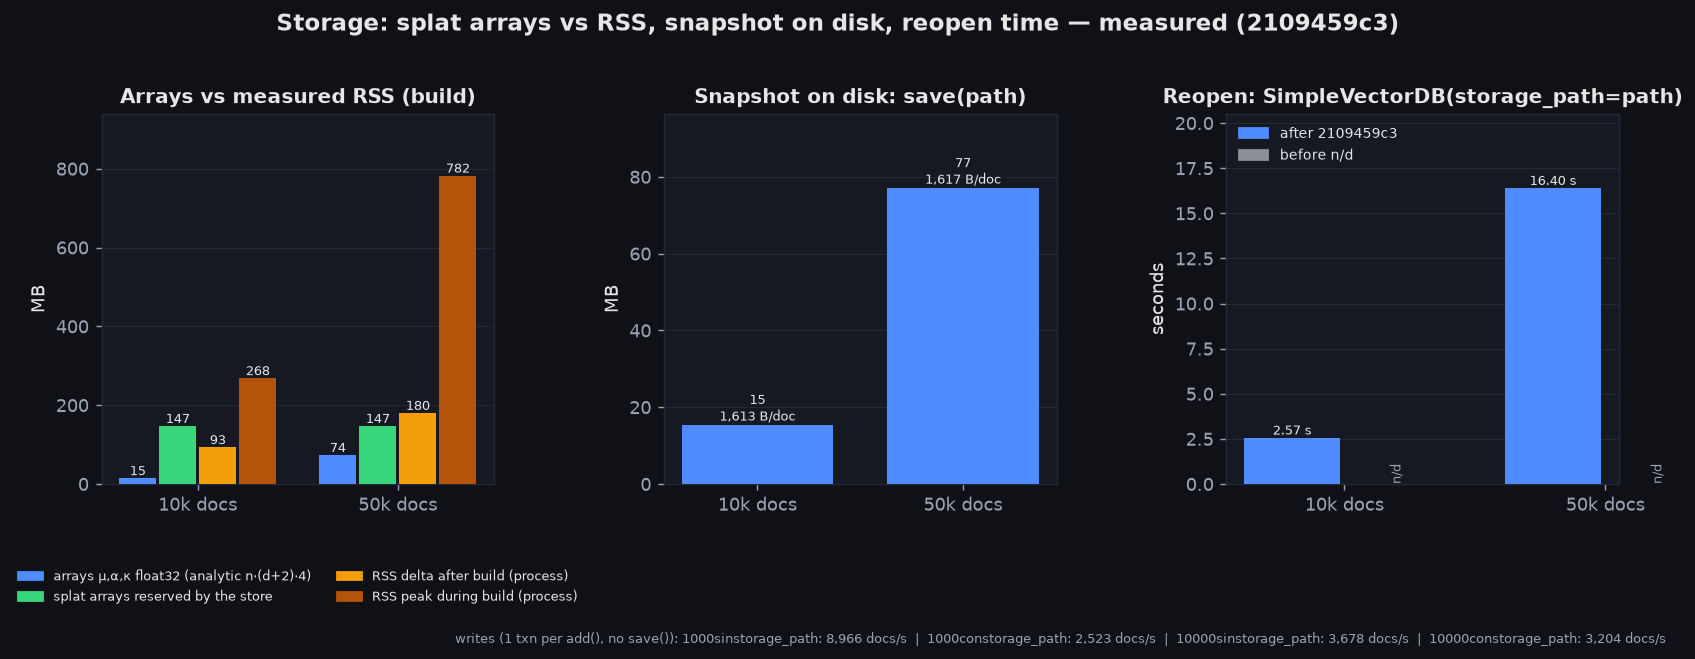 Storage: splat arrays vs RSS, snapshot on disk, reopen time — measured (2109459c3)
Arrays vs measured RSS (build)
MB
800
600
400
200
0
15
147
93
268
74
147
180
782
10k docs
50k docs
arrays μ,α,κ float32 (analytic n·(d+2)·4)
splat arrays reserved by the store
RSS delta after build (process)
RSS peak during build (process)
Snapshot on disk: save(path)
MB
80
60
40
20
0
15
1,613 B/doc
77
1,617 B/doc
10k docs
50k docs
Reopen: SimpleVectorDB(storage_path=path)
seconds
20.0
17.5
15.0
12.5
10.0
7.5
5.0
2.5
0.0
after 2109459c3
before n/d
2.57 s
n/d
16.40 s
n/d
10k docs
50k docs
writes (1 txn per add(), no save()): 1000sinstorage_path: 8,966 docs/s | 1000constorage_path: 2,523 docs/s | 10000sinstorage_path: 3,678 docs/s | 10000constorage_path: 3,204 docs/s